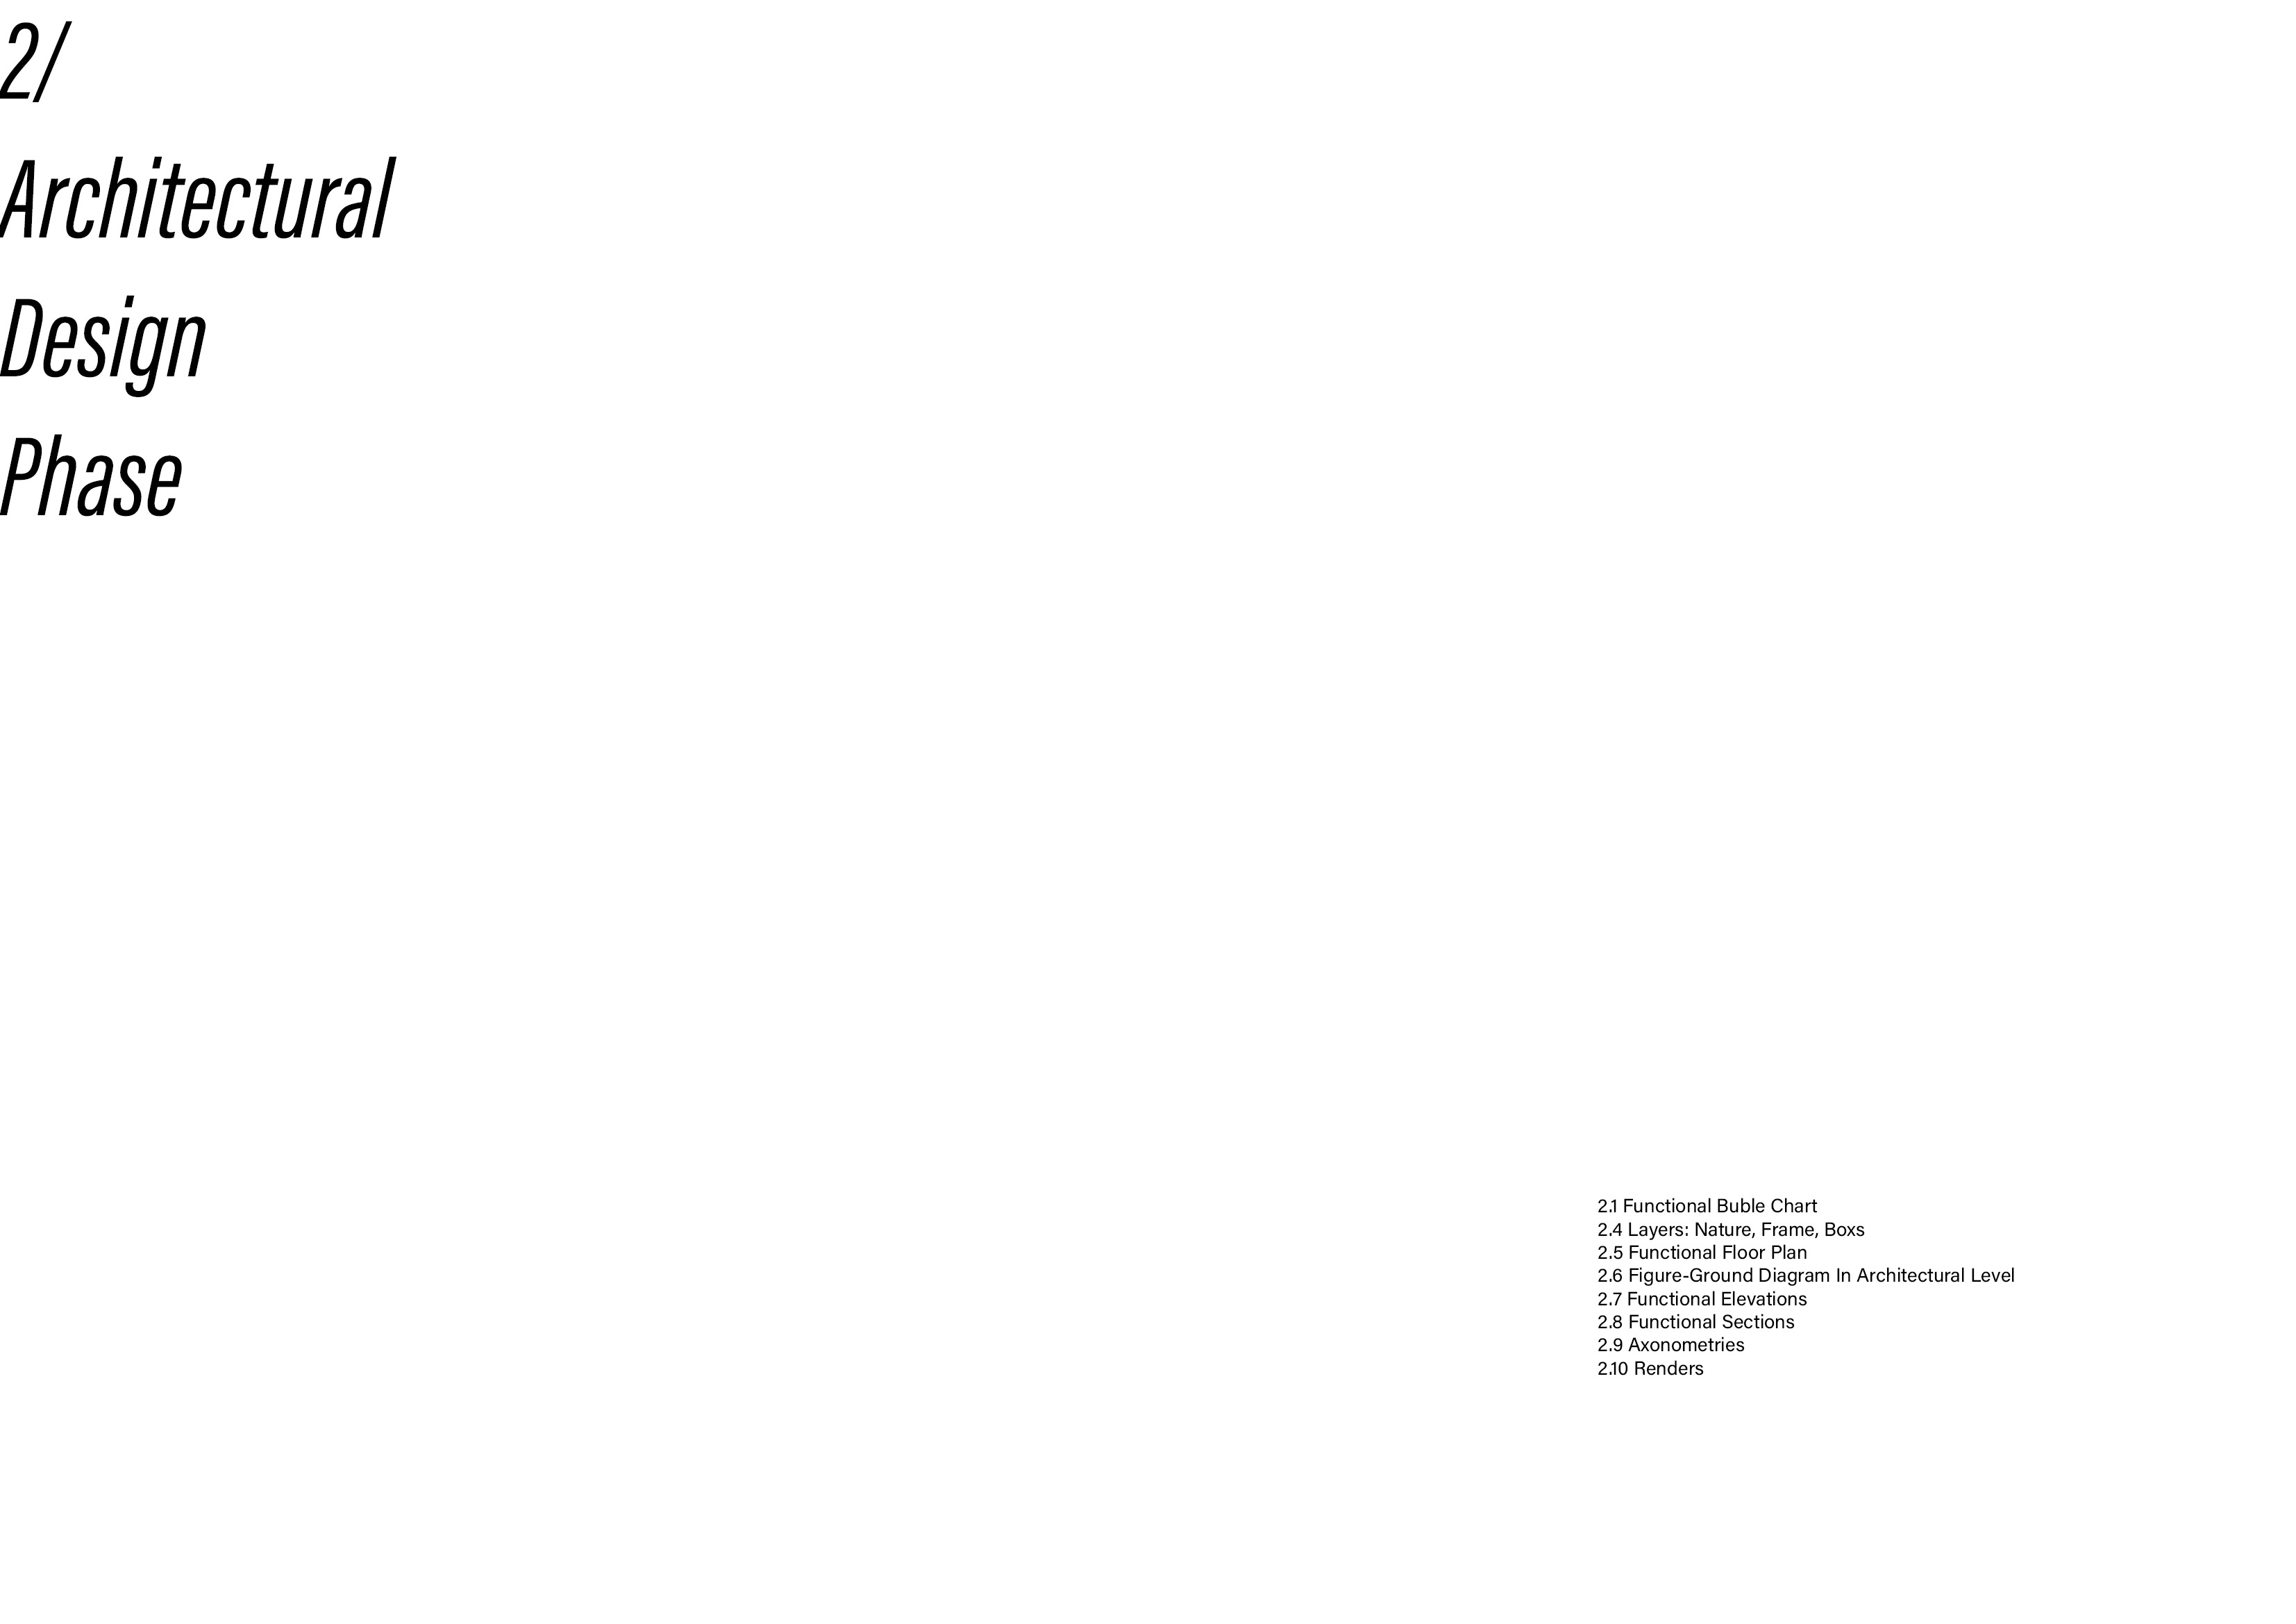 2/
Architectural
Design
Phase
2.1 Functional Buble Chart
2.4 Layers: Nature, Frame, Boxs
2.5 Functional Floor Plan
2.6 Figure-Ground Diagram In Architectural Level
2.7 Functional Elevations
2.8 Functional Sections
2.9 Axonometries
2.10 Renders